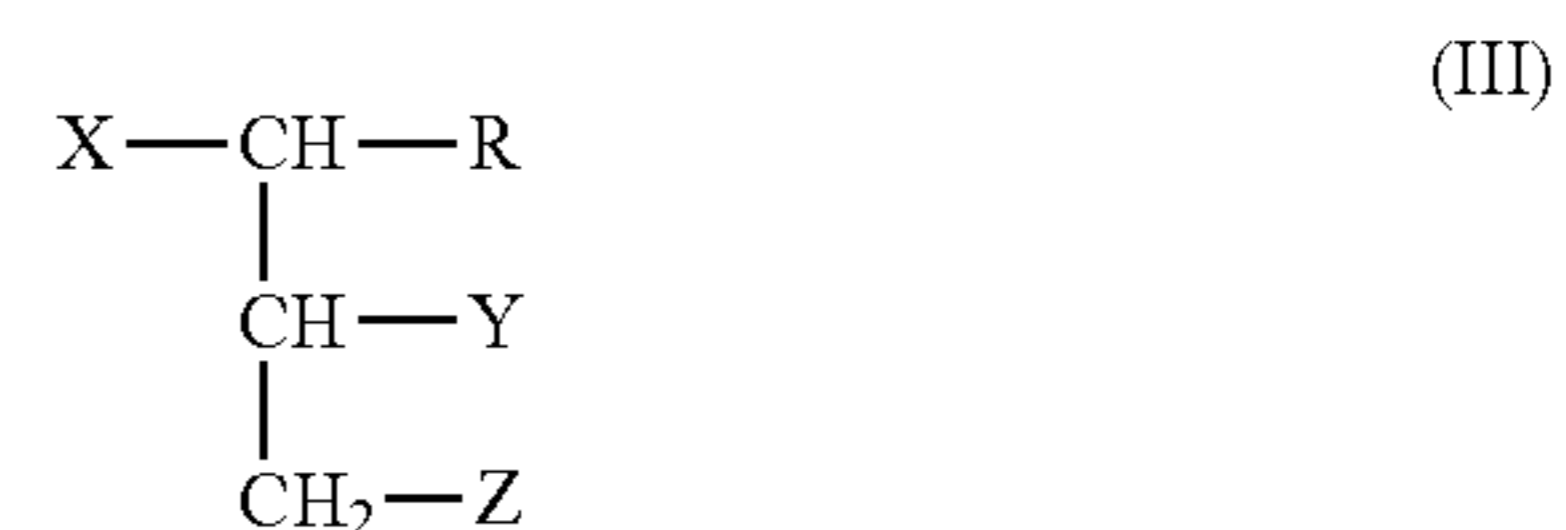 (III)
X—CH—R
CH—Y
CH₂—Z